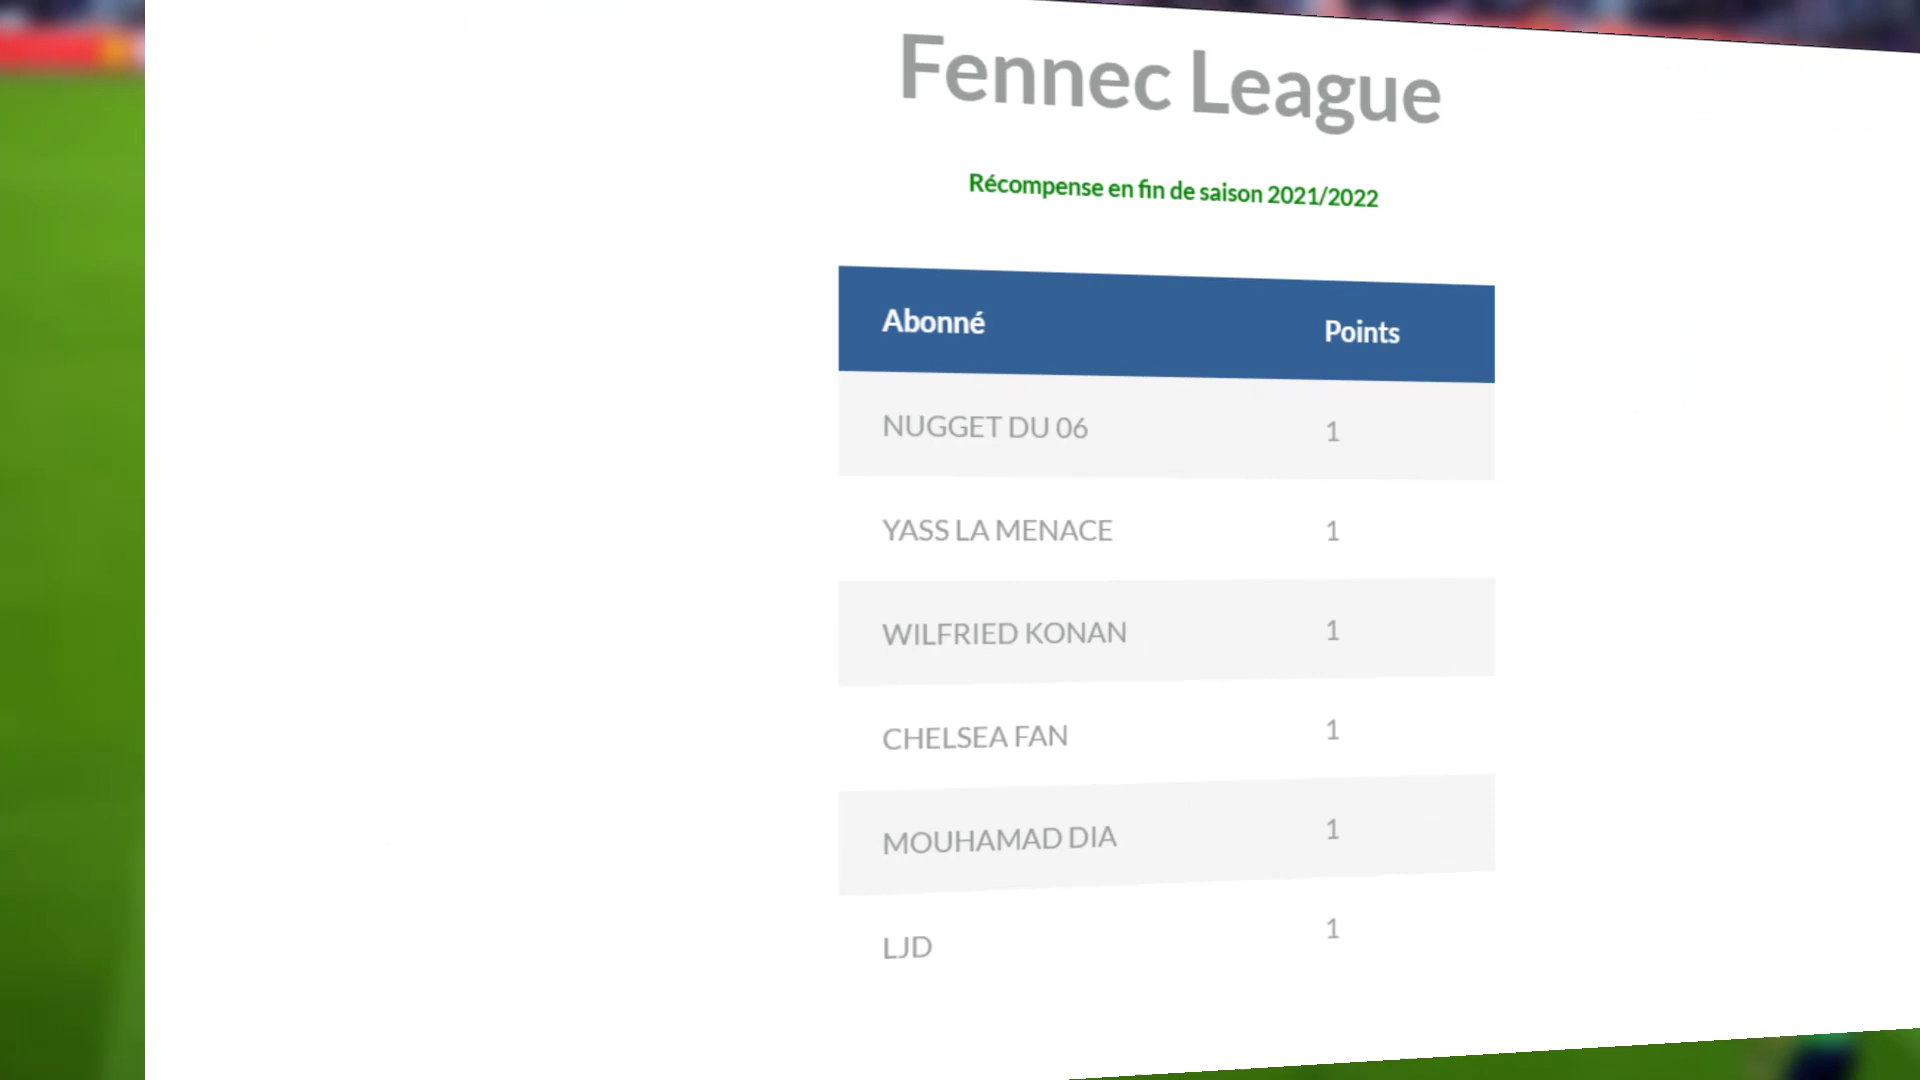 Fennec League
Récompense en fin de saison 2021/2022
Abonné Points
NUGGET DU 06 1
YASS LA MENACE 1
WILFRIED KONAN 1
CHELSEA FAN 1
MOUHAMAD DIA 1
LJD 1